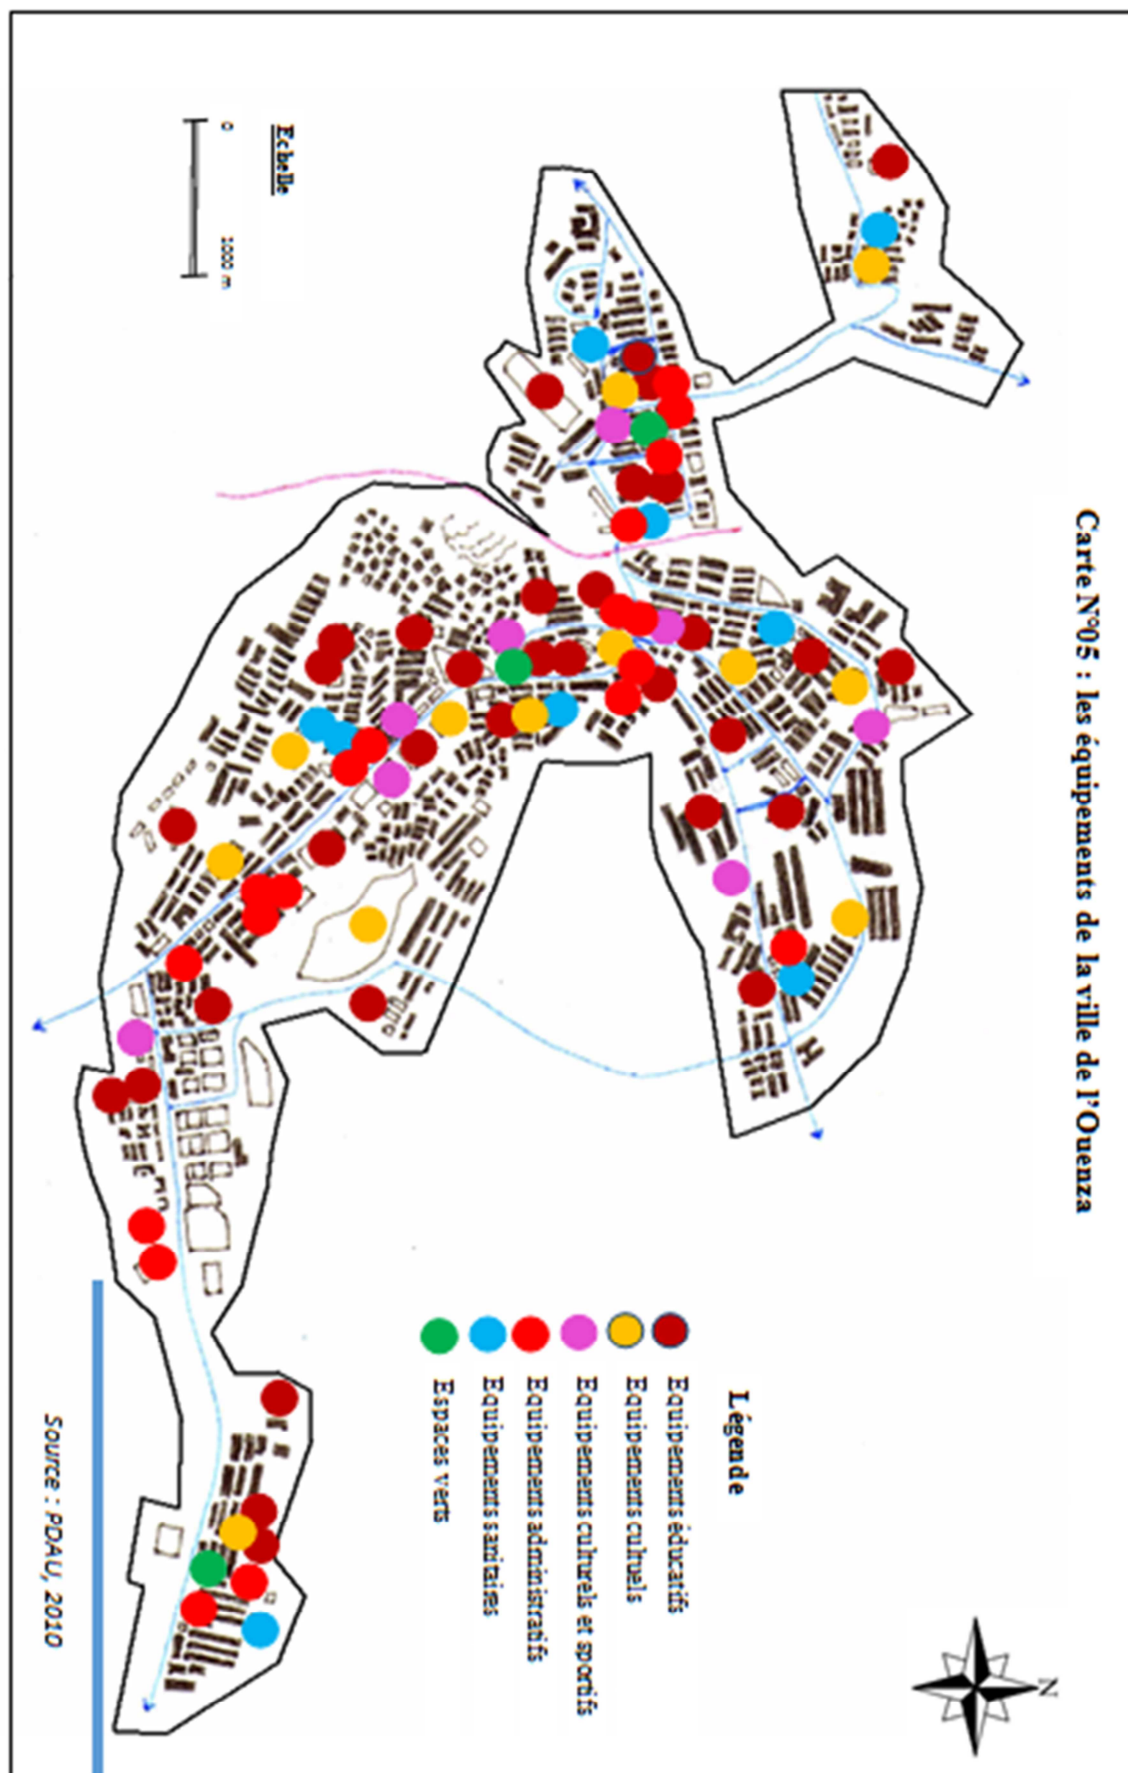 Carte N°05 : les équipements de la ville de l'Ouenza
N
Echelle
0
1000 m
Légende
Equipements éducatifs
Equipements cultuels
Equipements culturels et sportifs
Equipements administratifs
Equipements sanitaires
Espaces verts
Source : PDAU, 2010